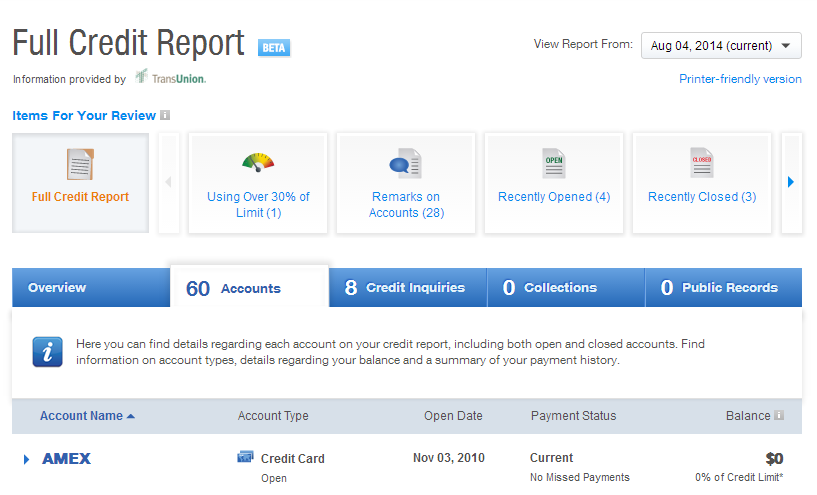 Full Credit Report BETA
View Report From: Aug 04, 2014 (current)
Information provided by TransUnion.
Printer-friendly version
Items For Your Review i
Full Credit Report
Using Over 30% of
Limit (1)
Remarks on
Accounts (28)
OPEN
Recently Opened (4)
CLOSED
Recently Closed (3)
Overview
60 Accounts
8 Credit Inquiries
0 Collections
0 Public Records
i
Here you can find details regarding each account on your credit report, including both open and closed accounts. Find
information on account types, details regarding your balance and a summary of your payment history.
Account Name Account Type Open Date Payment Status Balance i
AMEX Credit Card Nov 03, 2010 Current $0
Open No Missed Payments 0% of Credit Limit*